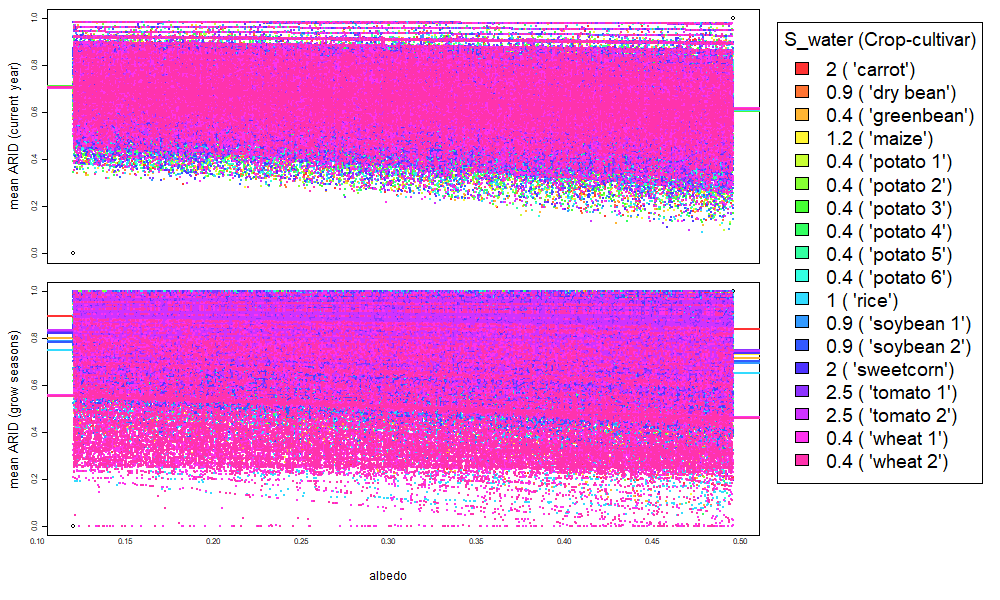 S_water (Crop-cultivar)
2 ( 'carrot')
0.9 ( 'dry bean')
0.4 ( 'greenbean')
1.2 ( 'maize')
0.4 ( 'potato 1')
0.4 ( 'potato 2')
0.4 ( 'potato 3')
0.4 ( 'potato 4')
0.4 ( 'potato 5')
0.4 ( 'potato 6')
1 ( 'rice')
0.9 ( 'soybean 1')
0.9 ( 'soybean 2')
2 ( 'sweetcorn')
2.5 ( 'tomato 1')
2.5 ( 'tomato 2')
0.4 ( 'wheat 1')
0.4 ( 'wheat 2')
mean ARID (current year)
1.0
0.8
0.6
0.4
0.2
0.0
mean ARID (grow seasons)
1.0
0.8
0.6
0.4
0.2
0.0
0.10 0.15 0.20 0.25 0.30 0.35 0.40 0.45 0.50
albedo